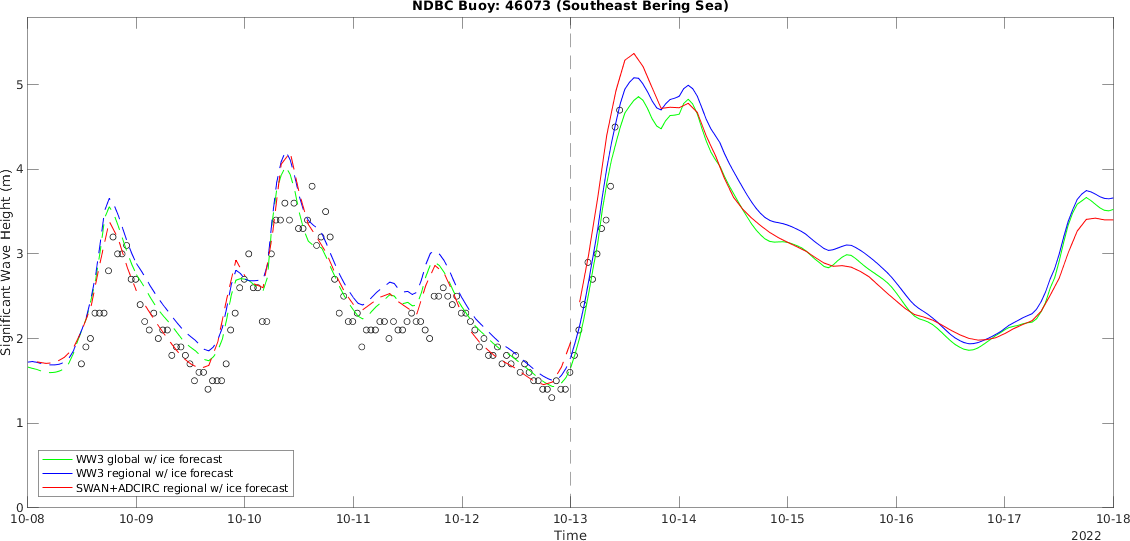 NDBC Buoy: 46073 (Southeast Bering Sea)
Significant Wave Height (m)
5
4
3
2
1
0
WW3 global w/ ice forecast
WW3 regional w/ ice forecast
SWAN+ADCIRC regional w/ ice forecast
10-08 10-09 10-10 10-11 10-12 10-13 10-14 10-15 10-16 10-17 10-18
Time
2022